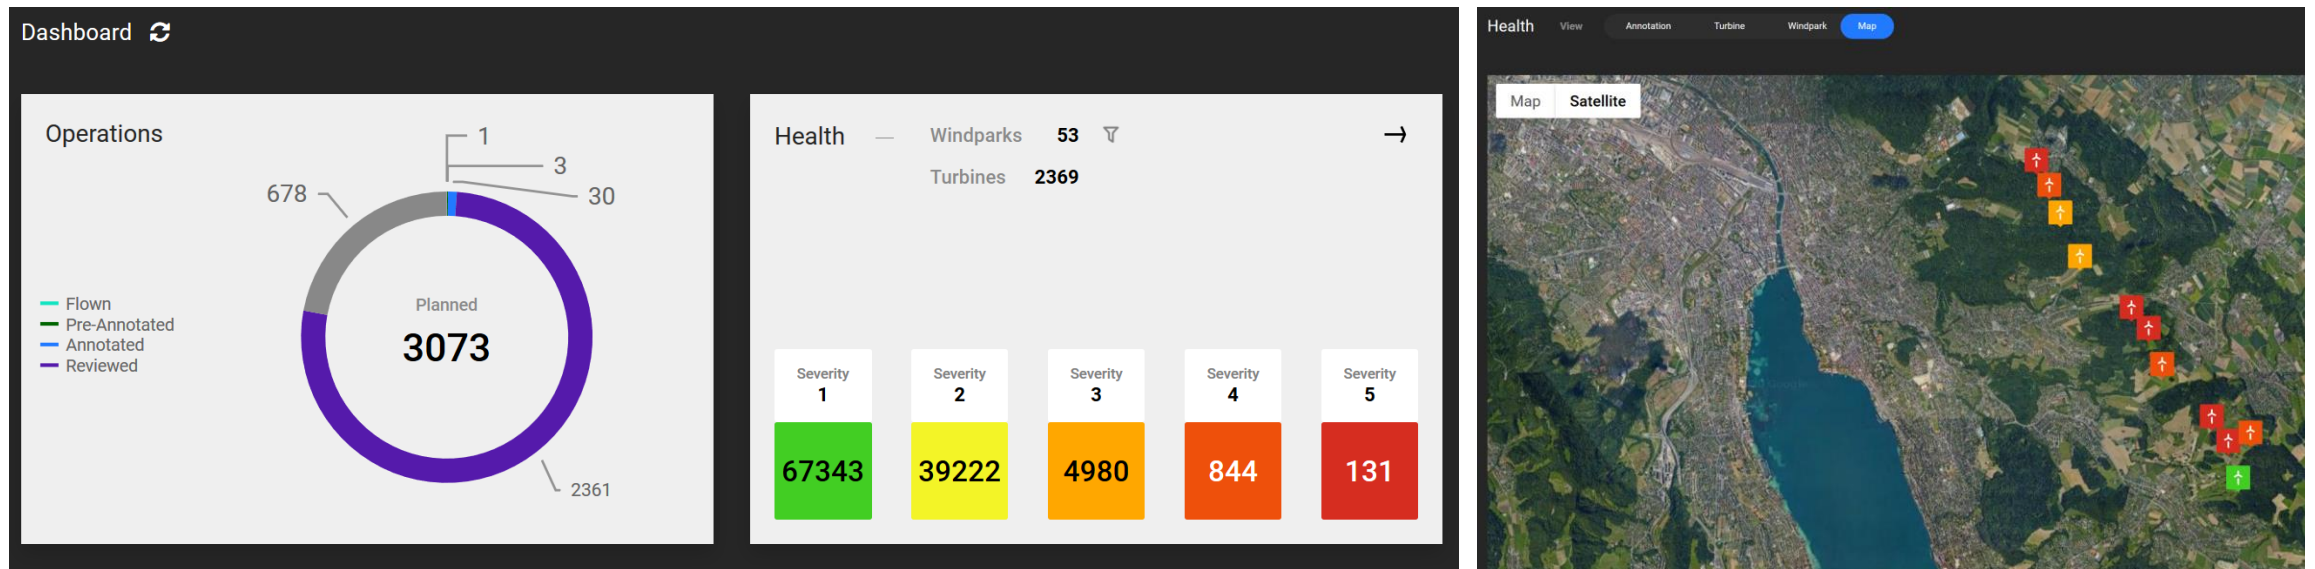 Dashboard
Operations
1
3
30
678
Planned
3073
Flown
Pre-Annotated
Annotated
Reviewed
2361
Health
Windparks 53
Turbines 2369
Severity 1
67343
Severity 2
39222
Severity 3
4980
Severity 4
844
Severity 5
131
Health View Annotation Turbine Windpark Map
Map Satellite